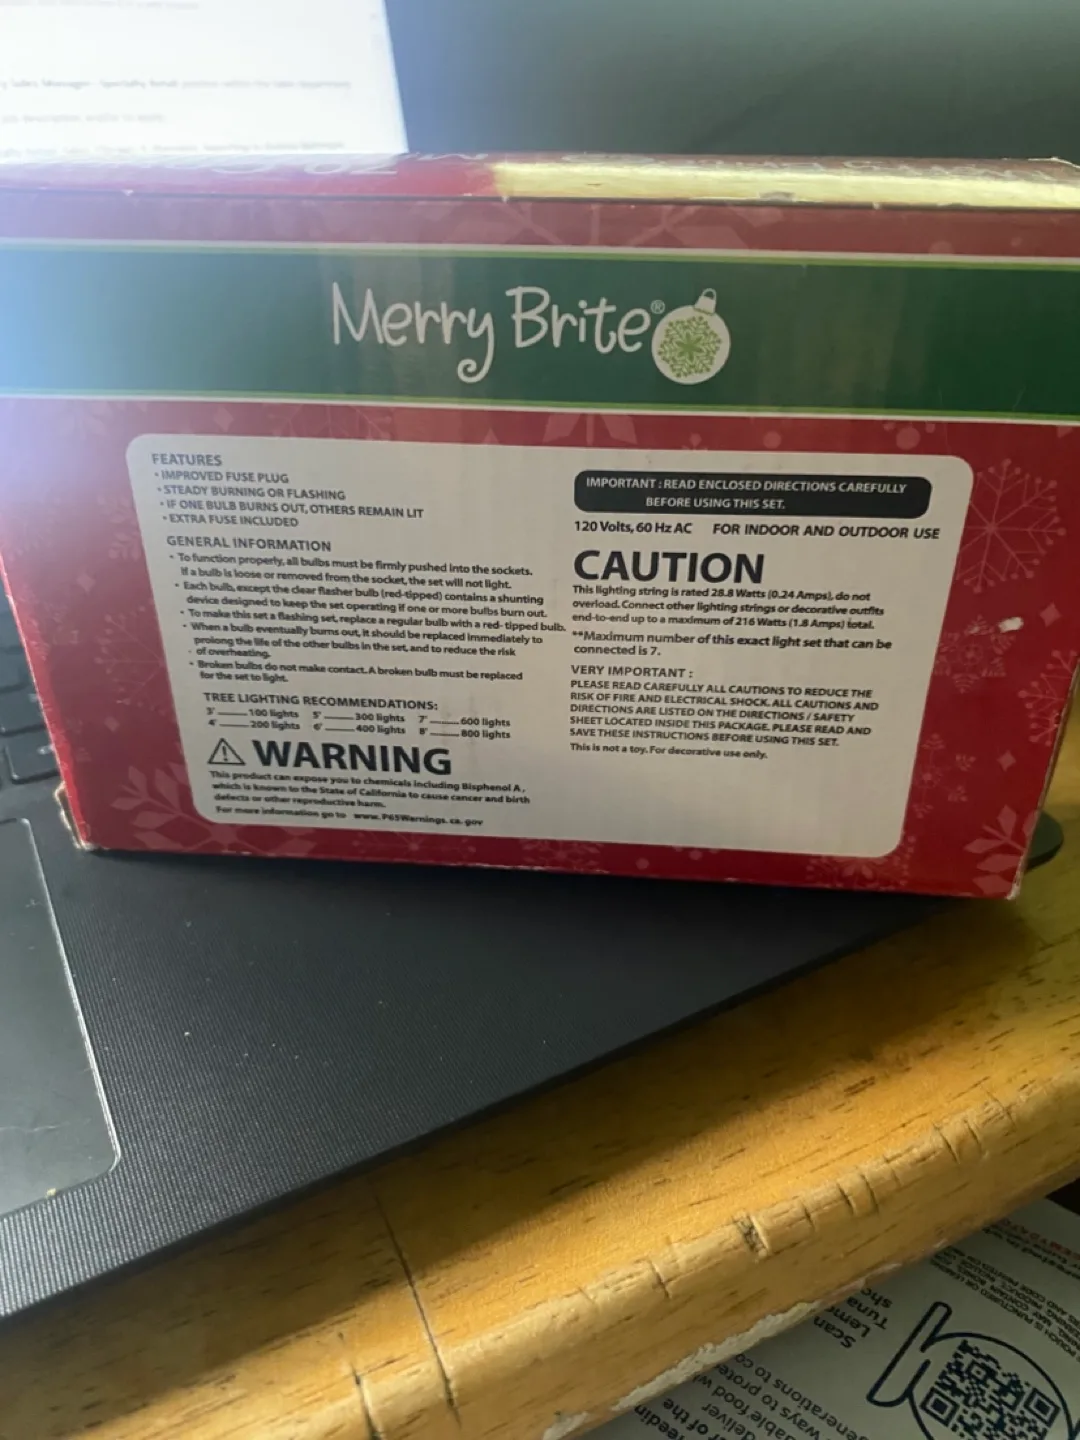 Sales Manager - Specialty Retail
Merry Brite®
FEATURES
• IMPROVED FUSE PLUG
• STEADY BURNING OR FLASHING
• IF ONE BULB BURNS OUT, OTHERS REMAIN LIT
• EXTRA FUSE INCLUDED
GENERAL INFORMATION
• To function properly, all bulbs must be firmly pushed into the sockets.
If a bulb is loose or removed from the socket, the set will not light.
• Each bulb, except the clear flasher bulb (red-tipped) contains a shunting
device designed to keep the set operating if one or more bulbs burn out.
• To make this set a flashing set, replace a regular bulb with a red- tipped bulb.
• When a bulb eventually burns out, it should be replaced immediately to
prolong the life of the other bulbs in the set, and to reduce the risk
of overheating.
• Broken bulbs do not make contact. A broken bulb must be replaced
for the set to light.
TREE LIGHTING RECOMMENDATIONS:
3' 100 lights 5' 300 lights 7' 600 lights
4' 200 lights 6' 400 lights 8' 800 lights
WARNING
This product can expose you to chemicals including Bisphenol A,
which is known to the State of California to cause cancer and birth
defects or other reproductive harm.
For more information go to www. P65Warnings. ca. gov
IMPORTANT : READ ENCLOSED DIRECTIONS CAREFULLY
BEFORE USING THIS SET.
120 Volts, 60 Hz AC FOR INDOOR AND OUTDOOR USE
CAUTION
This lighting string is rated 28.8 Watts (0.24 Amps), do not
overload. Connect other lighting strings or decorative outfits
end-to-end up to a maximum of 216 Watts (1.8 Amps) total.
**Maximum number of this exact light set that can be
connected is 7.
VERY IMPORTANT :
PLEASE READ CAREFULLY ALL CAUTIONS TO REDUCE THE
RISK OF FIRE AND ELECTRICAL SHOCK. ALL CAUTIONS AND
DIRECTIONS ARE LISTED ON THE DIRECTIONS / SAFETY
SHEET LOCATED INSIDE THIS PACKAGE. PLEASE READ AND
SAVE THESE INSTRUCTIONS BEFORE USING THIS SET.
This is not a toy. For decorative use only.
Scan
Tuna